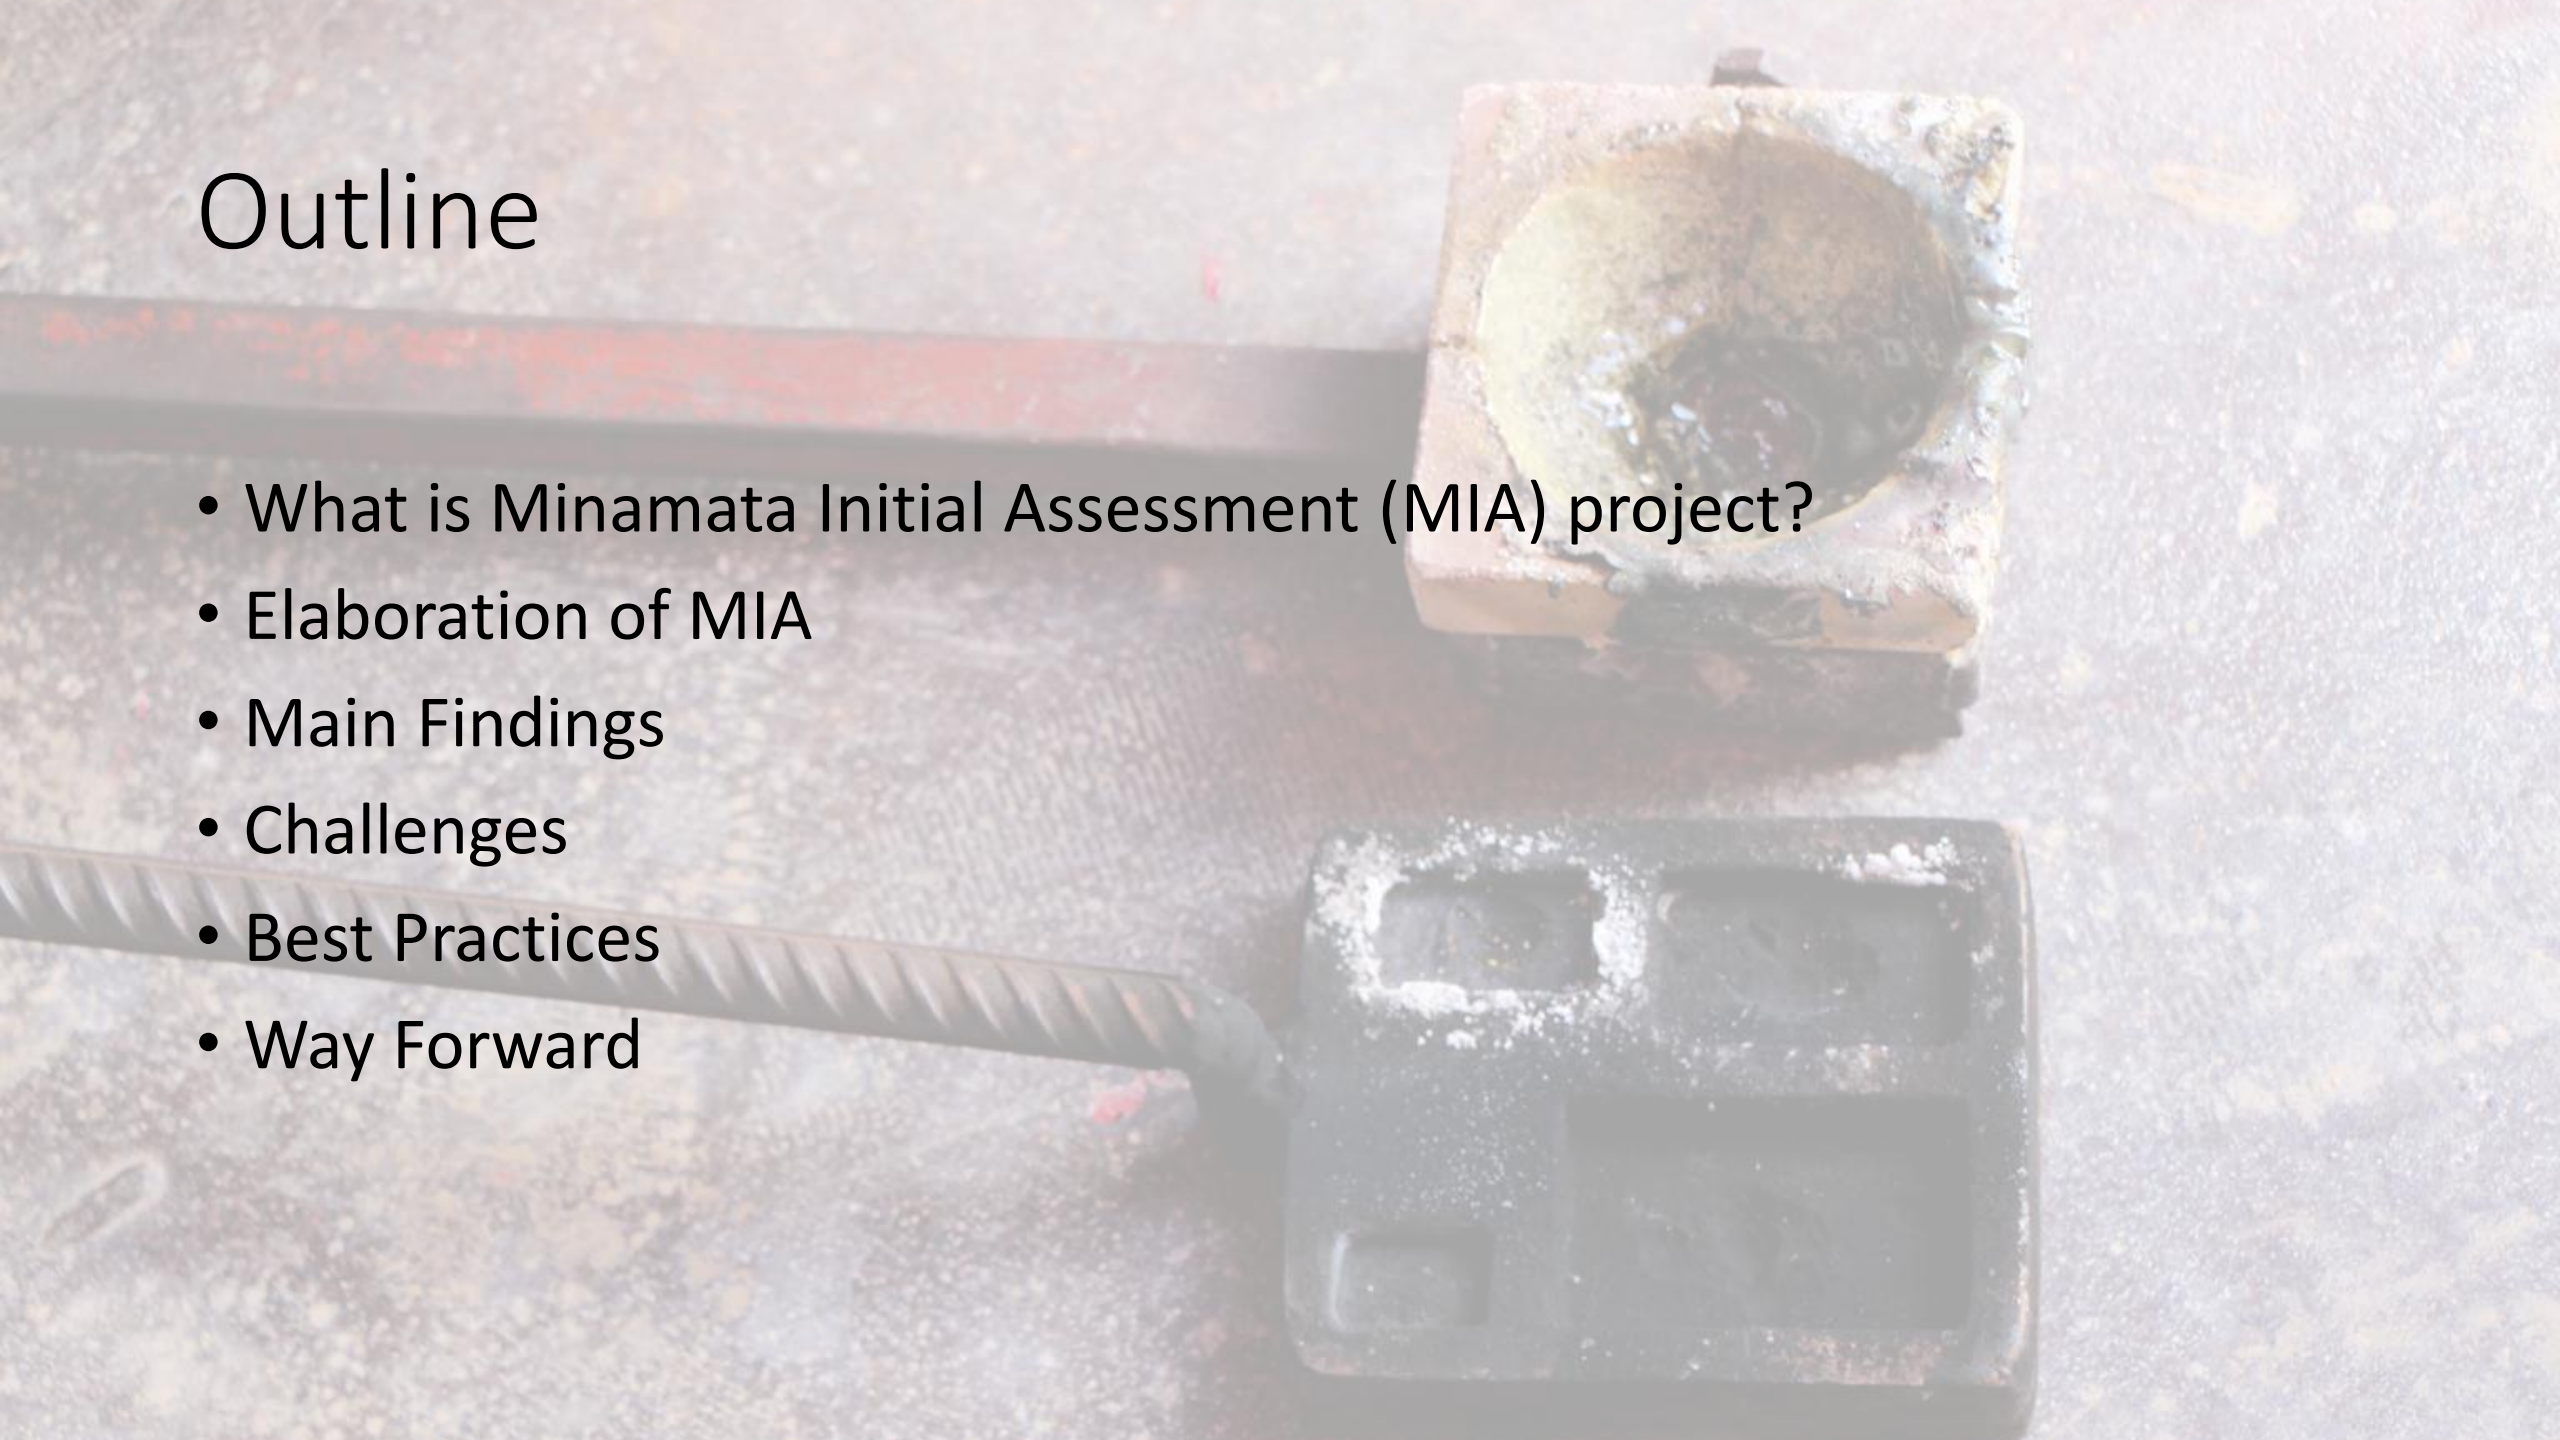 Outline
• What is Minamata Initial Assessment (MIA) project?
• Elaboration of MIA
• Main Findings
• Challenges
• Best Practices
• Way Forward